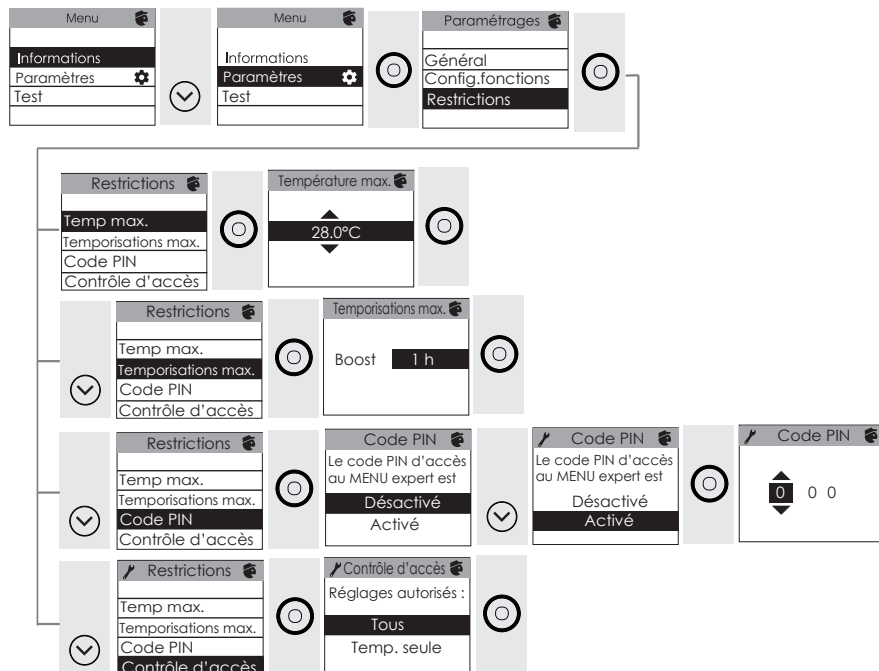 Menu
Informations
Paramètres
Test
Menu
Informations
Paramètres
Test
Paramétrages
Général
Config.fonctions
Restrictions
Restrictions
Temp max.
Temporisations max.
Code PIN
Contrôle d'accès
Température max.
28.0°C
Restrictions
Temp max.
Temporisations max.
Code PIN
Contrôle d'accès
Temporisations max.
Boost 1 h
Restrictions
Temp max.
Temporisations max.
Code PIN
Contrôle d'accès
Code PIN
Le code PIN d'accès
au MENU expert est
Désactivé
Activé
Code PIN
Le code PIN d'accès
au MENU expert est
Désactivé
Activé
Code PIN
0 0 0
Restrictions
Temp max.
Temporisations max.
Code PIN
Contrôle d'accès
Contrôle d'accès
Réglages autorisés :
Tous
Temp. seule